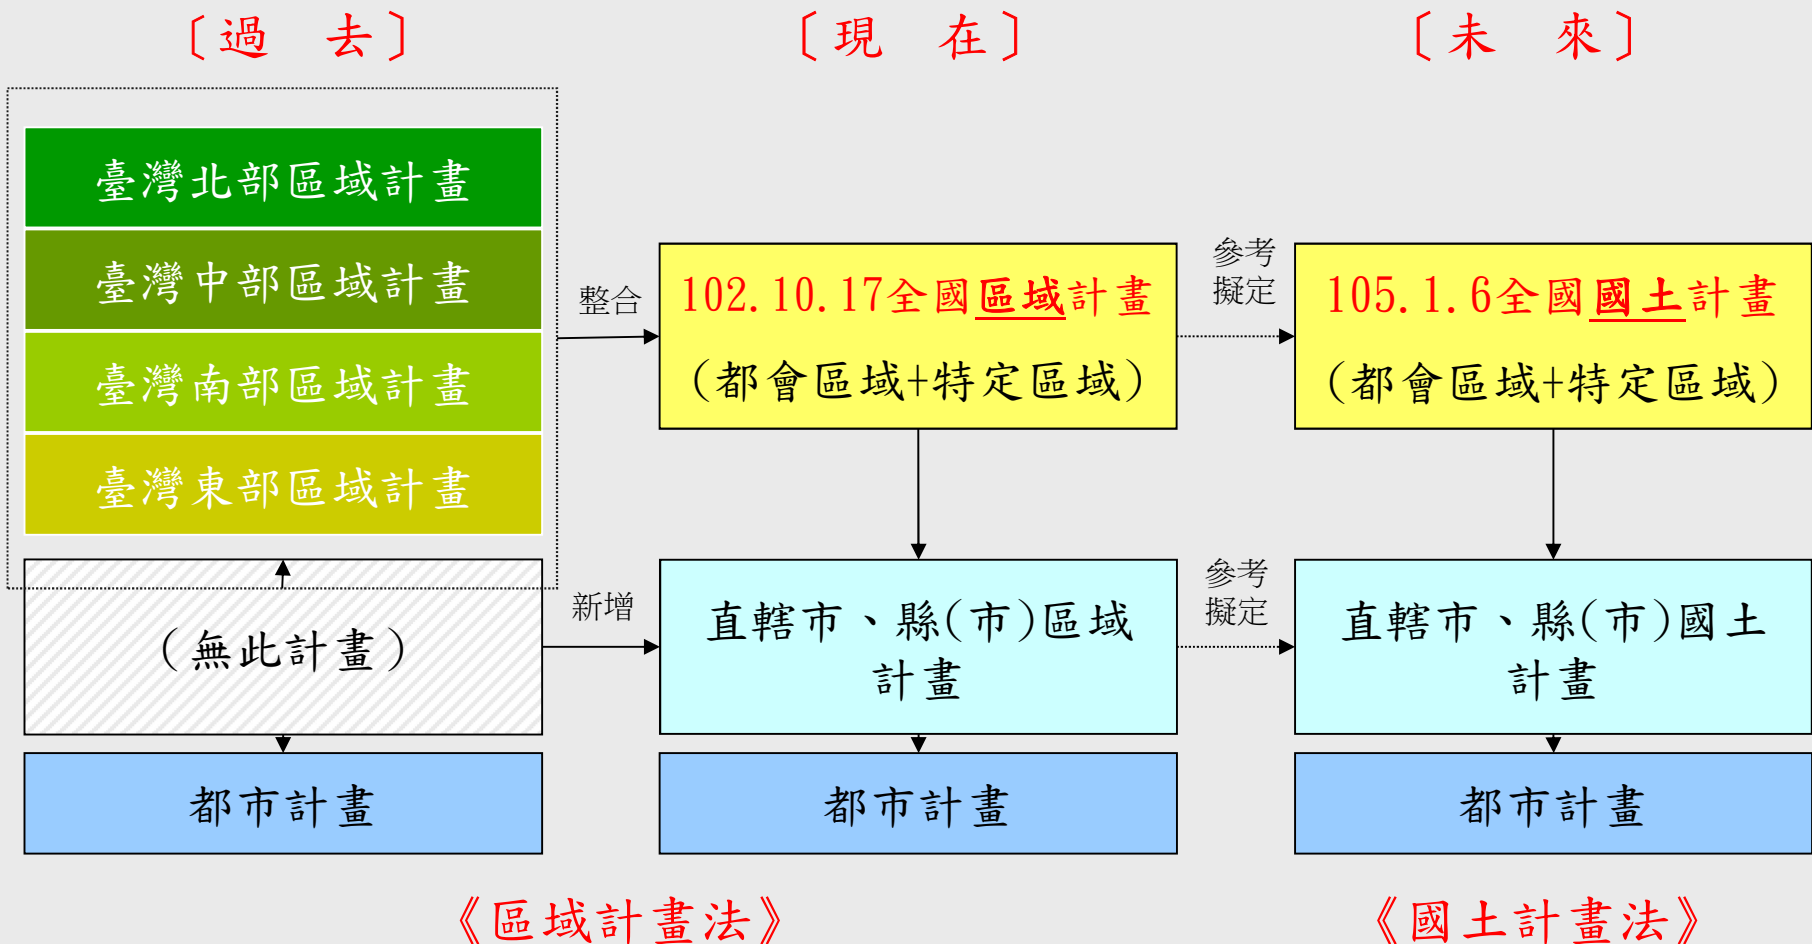 〔過　去〕
〔現　在〕
〔未　來〕
臺灣北部區域計畫
臺灣中部區域計畫
臺灣南部區域計畫
臺灣東部區域計畫
(無此計畫)
都市計畫
整合
新增
102.10.17全國區域計畫
(都會區域+特定區域)
直轄市、縣(市)區域
計畫
都市計畫
參考
擬定
參考
擬定
105.1.6全國國土計畫
(都會區域+特定區域)
直轄市、縣(市)國土
計畫
都市計畫
《區域計畫法》
《國土計畫法》